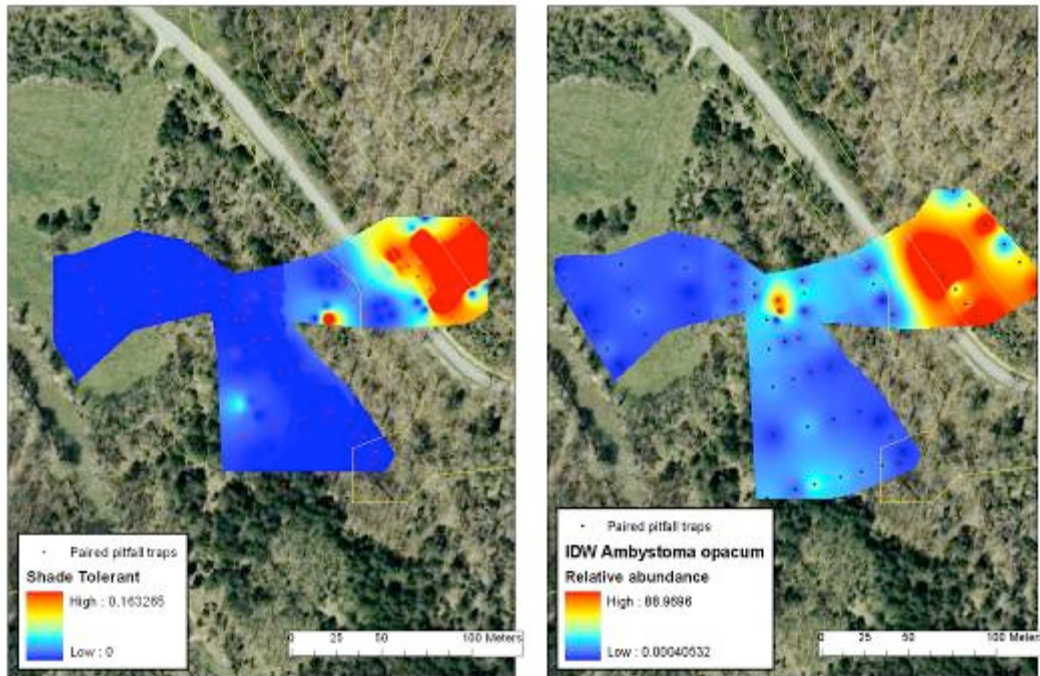 Paired pitfall traps
Shade Tolerant
High : 0.163265
Low : 0
0 25 50 100 Meters
Paired pitfall traps
IDW Ambystoma opacum
Relative abundance
High : 88.9696
Low : 0.00040532
0 25 50 100 Meters